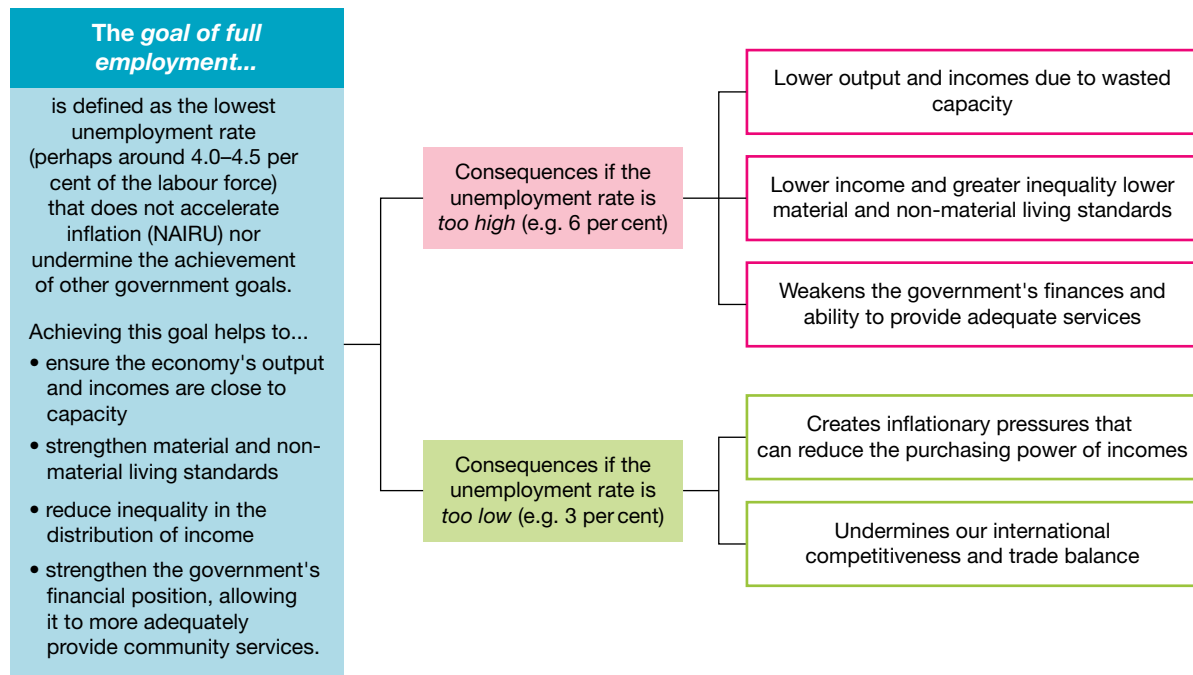 The goal of full
employment...
is defined as the lowest
unemployment rate
(perhaps around 4.0–4.5 per
cent of the labour force)
that does not accelerate
inflation (NAIRU) nor
undermine the achievement
of other government goals.
Achieving this goal helps to...
• ensure the economy's output
and incomes are close to
capacity
• strengthen material and non-
material living standards
• reduce inequality in the
distribution of income
• strengthen the government's
financial position, allowing
it to more adequately
provide community services.
Consequences if the
unemployment rate is
too high (e.g. 6 per cent)
Lower output and incomes due to wasted
capacity
Lower income and greater inequality lower
material and non-material living standards
Weakens the government's finances and
ability to provide adequate services
Consequences if the
unemployment rate is
too low (e.g. 3 per cent)
Creates inflationary pressures that
can reduce the purchasing power of incomes
Undermines our international
competitiveness and trade balance